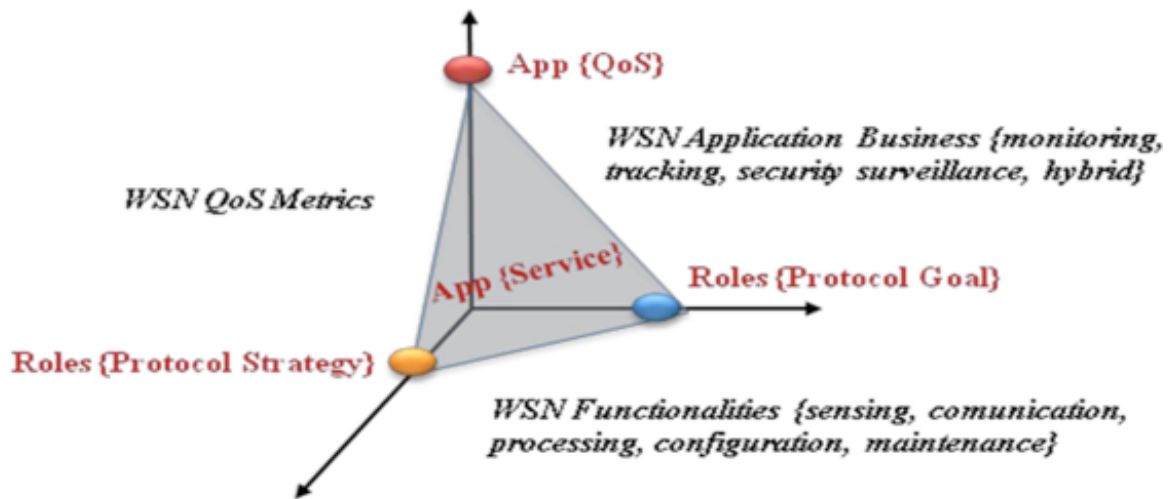 App {QoS}
WSN Application Business {monitoring,
tracking, security surveillance, hybrid}
WSN QoS Metrics
App {Service}
Roles {Protocol Goal}
Roles {Protocol Strategy}
WSN Functionalities {sensing, comunication,
processing, configuration, maintenance}